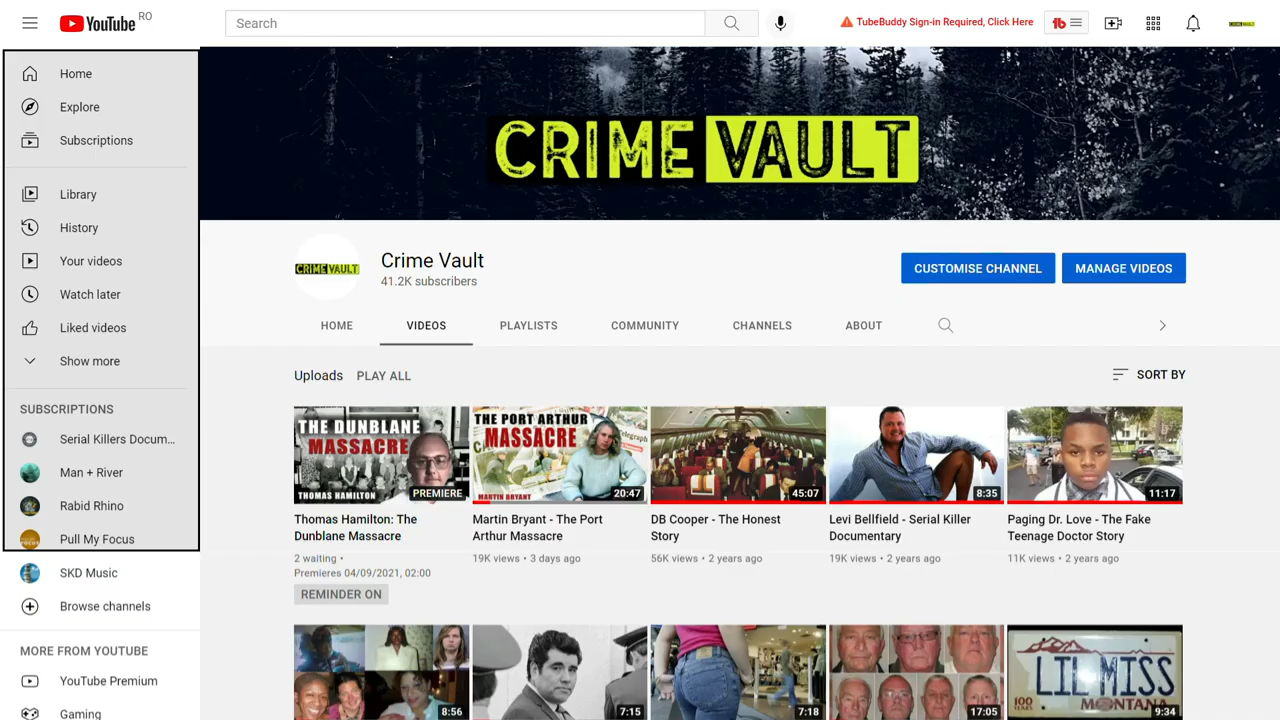 YouTube RO
Search
TubeBuddy Sign-in Required, Click Here
tb
Home
Explore
Subscriptions
Library
History
Your videos
Watch later
Liked videos
Show more
SUBSCRIPTIONS
Serial Killers Docum...
Man + River
Rabid Rhino
Pull My Focus
SKD Music
Browse channels
MORE FROM YOUTUBE
YouTube Premium
Gaming
CRIME VAULT
CRIME VAULT
Crime Vault
41.2K subscribers
CUSTOMISE CHANNEL
MANAGE VIDEOS
HOME
VIDEOS
PLAYLISTS
COMMUNITY
CHANNELS
ABOUT
Uploads
PLAY ALL
SORT BY
THE DUNBLANE
MASSACRE
THOMAS HAMILTON
PREMIERE
Thomas Hamilton: The
Dunblane Massacre
2 waiting •
Premieres 04/09/2021, 02:00
REMINDER ON
THE PORT ARTHUR
MASSACRE
Telegraph
MARTIN BRYANT
20:47
Martin Bryant - The Port
Arthur Massacre
19K views • 3 days ago
45:07
DB Cooper - The Honest
Story
56K views • 2 years ago
8:35
Levi Bellfield - Serial Killer
Documentary
19K views • 2 years ago
11:17
Paging Dr. Love - The Fake
Teenage Doctor Story
11K views • 2 years ago
8:56
7:15
7:18
17:05
LIL MISS
100
YEARS
MONTANA
9:34